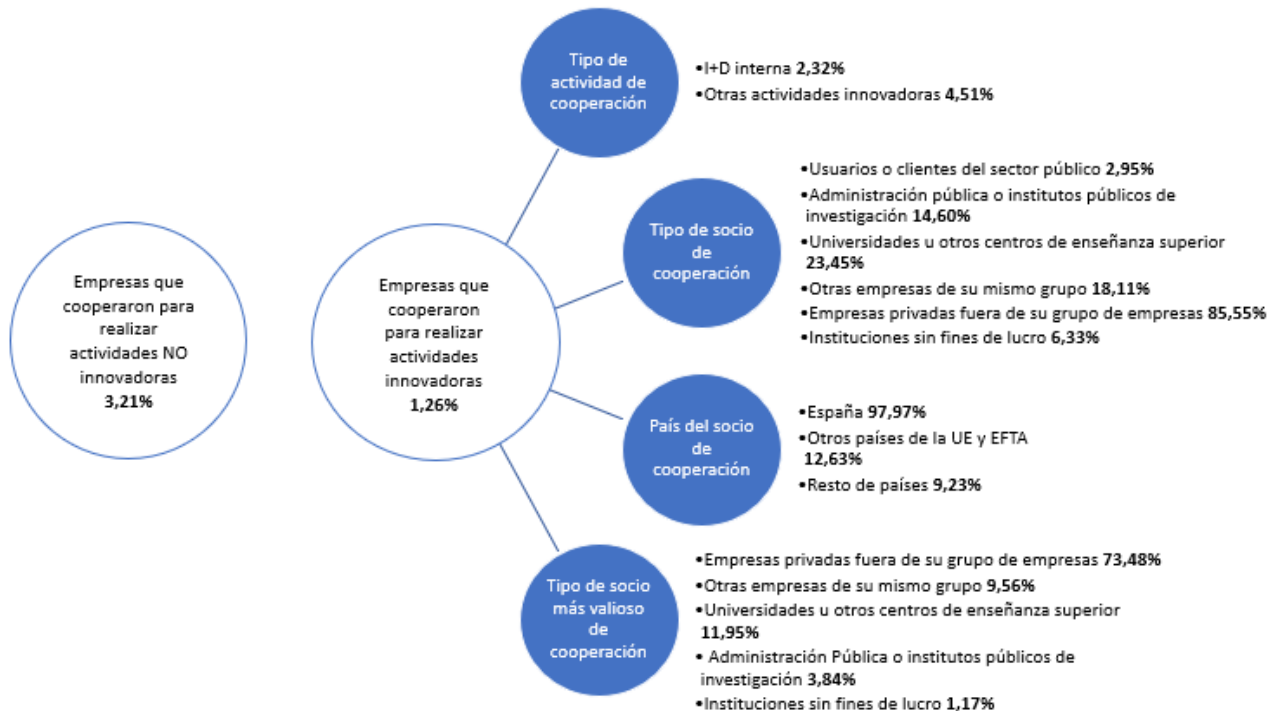 Empresas que
cooperaron para
realizar
actividades NO
innovadoras
3,21%
Empresas que
cooperaron
para realizar
actividades
innovadoras
1,26%
Tipo de
actividad de
cooperación
•I+D interna 2,32%
•Otras actividades innovadoras 4,51%
Tipo de socio
de
cooperación
•Usuarios o clientes del sector público 2,95%
•Administración pública o institutos públicos de
investigación 14,60%
•Universidades u otros centros de enseñanza superior
23,45%
•Otras empresas de su mismo grupo 18,11%
•Empresas privadas fuera de su grupo de empresas 85,55%
•Instituciones sin fines de lucro 6,33%
País del socio
de
cooperación
•España 97,97%
•Otros países de la UE y EFTA
12,63%
•Resto de países 9,23%
Tipo de socio
más valioso
de
cooperación
•Empresas privadas fuera de su grupo de empresas 73,48%
•Otras empresas de su mismo grupo 9,56%
•Universidades u otros centros de enseñanza superior
11,95%
• Administración Pública o institutos públicos de
investigación 3,84%
•Instituciones sin fines de lucro 1,17%